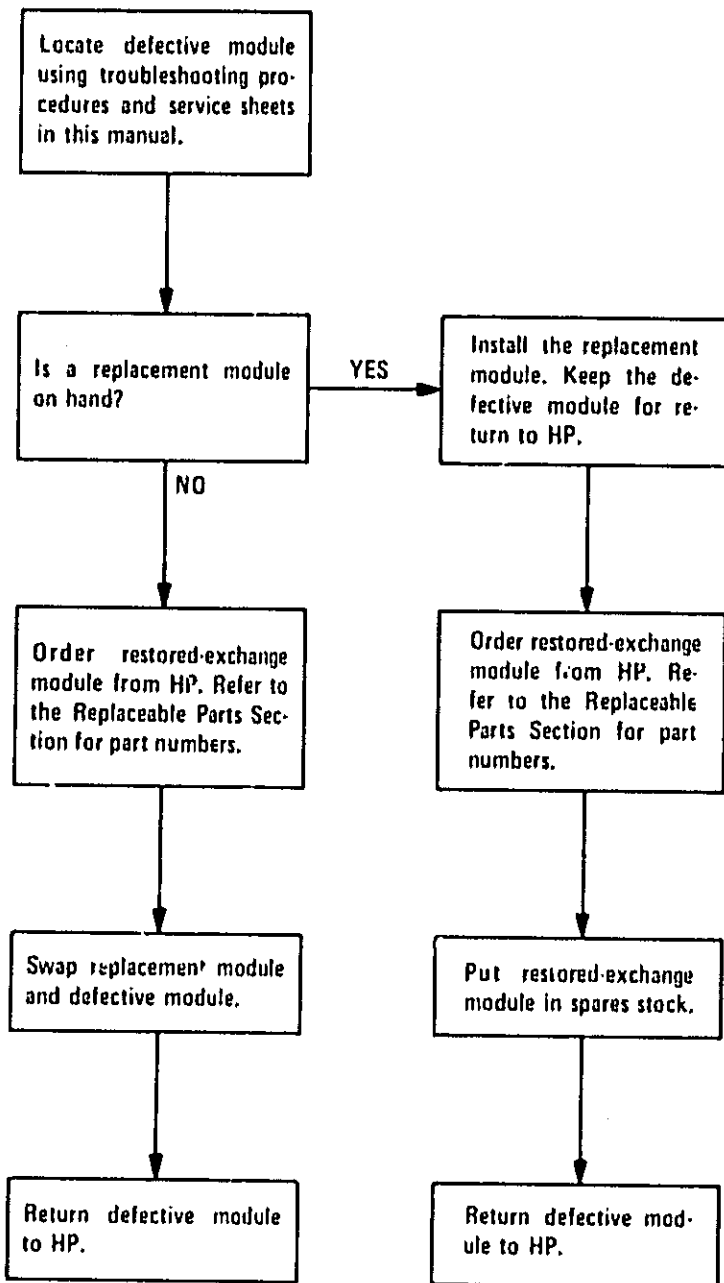 Locate defective module
using troubleshooting pro-
cedures and service sheets
in this manual.
Is a replacement module
on hand?
YES
Install the replacement
module. Keep the de-
fective module for re-
turn to HP.
NO
Order restored-exchange
module from HP. Refer to
the Replaceable Parts Sec-
tion for part numbers.
Order restored-exchange
module from HP. Re-
fer to the Replaceable
Parts Section for part
numbers.
Swap replacement module
and defective module.
Put restored-exchange
module in spares stock.
Return defective module
to HP.
Return defective mod-
ule to HP.